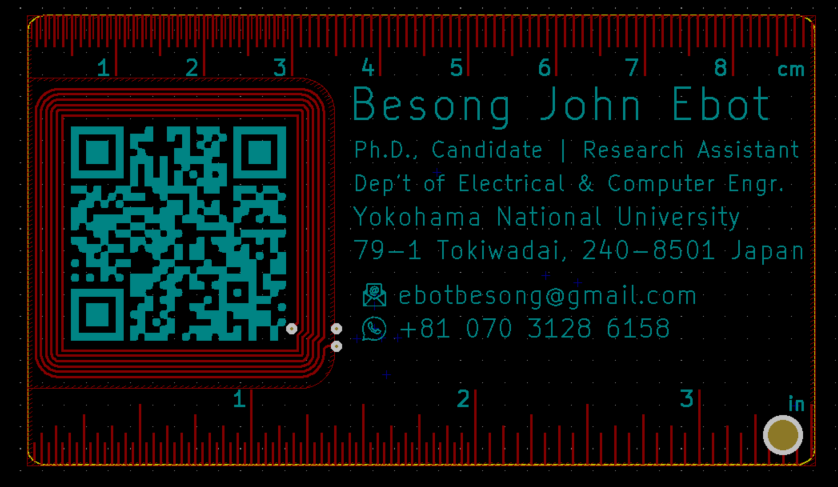 1 2 3 4 5 6 7 8 cm
Besong John Ebot
Ph.D., Candidate | Research Assistant
Dep't of Electrical & Computer Engr.
Yokohama National University
79–1 Tokiwadai, 240–8501 Japan
ebotbesong@gmail.com
+81 070 3128 6158
1 2 3 in